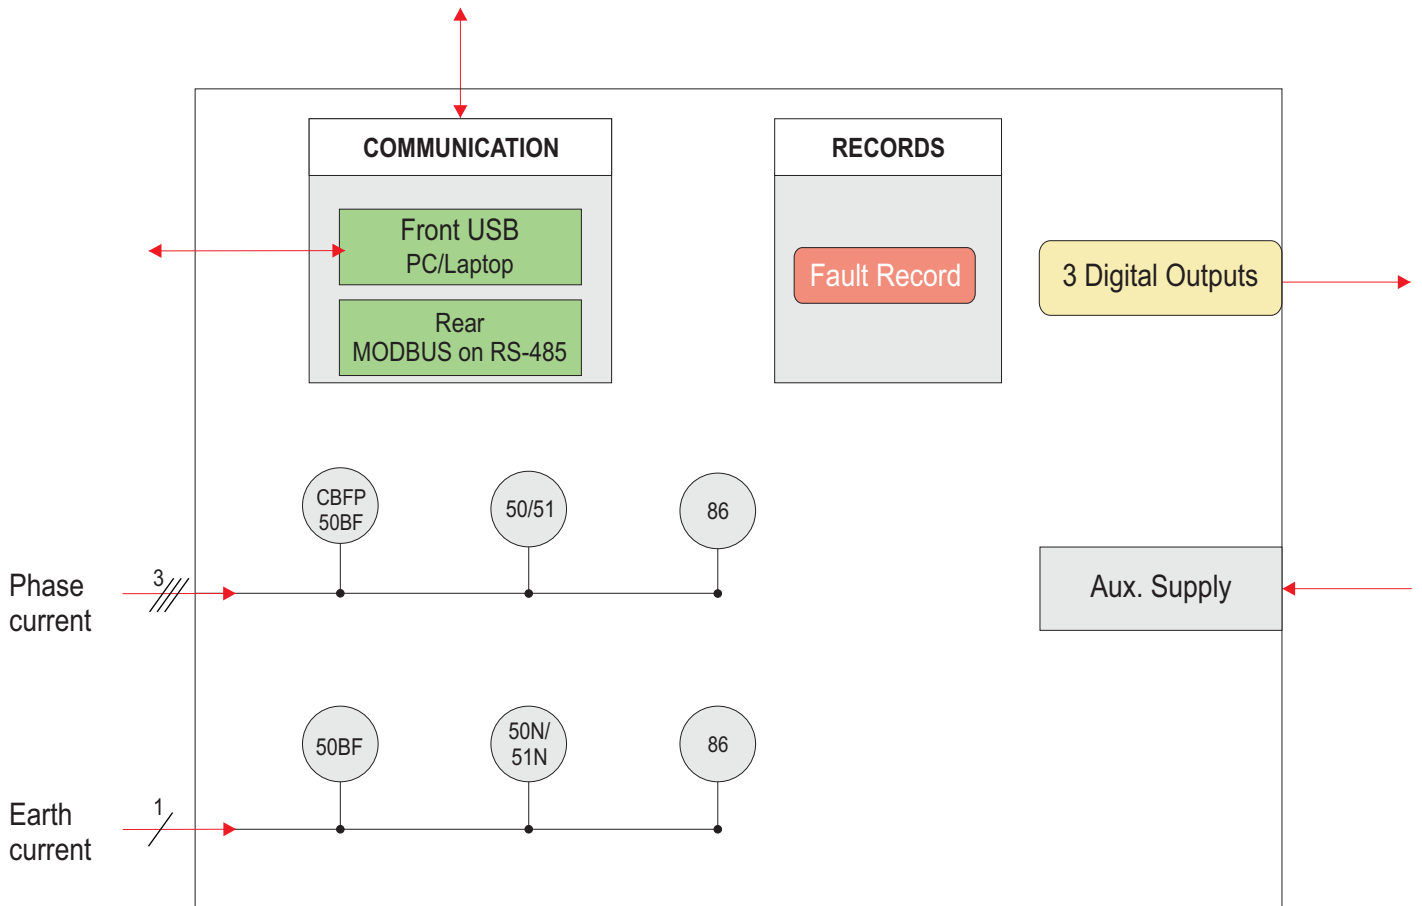 COMMUNICATION
RECORDS
Front USB
PC/Laptop
Rear
MODBUS on RS-485
Fault Record
3 Digital Outputs
CBFP
50BF
50/51
86
Phase
current
3
Aux. Supply
50BF
50N/
51N
86
Earth
current
1